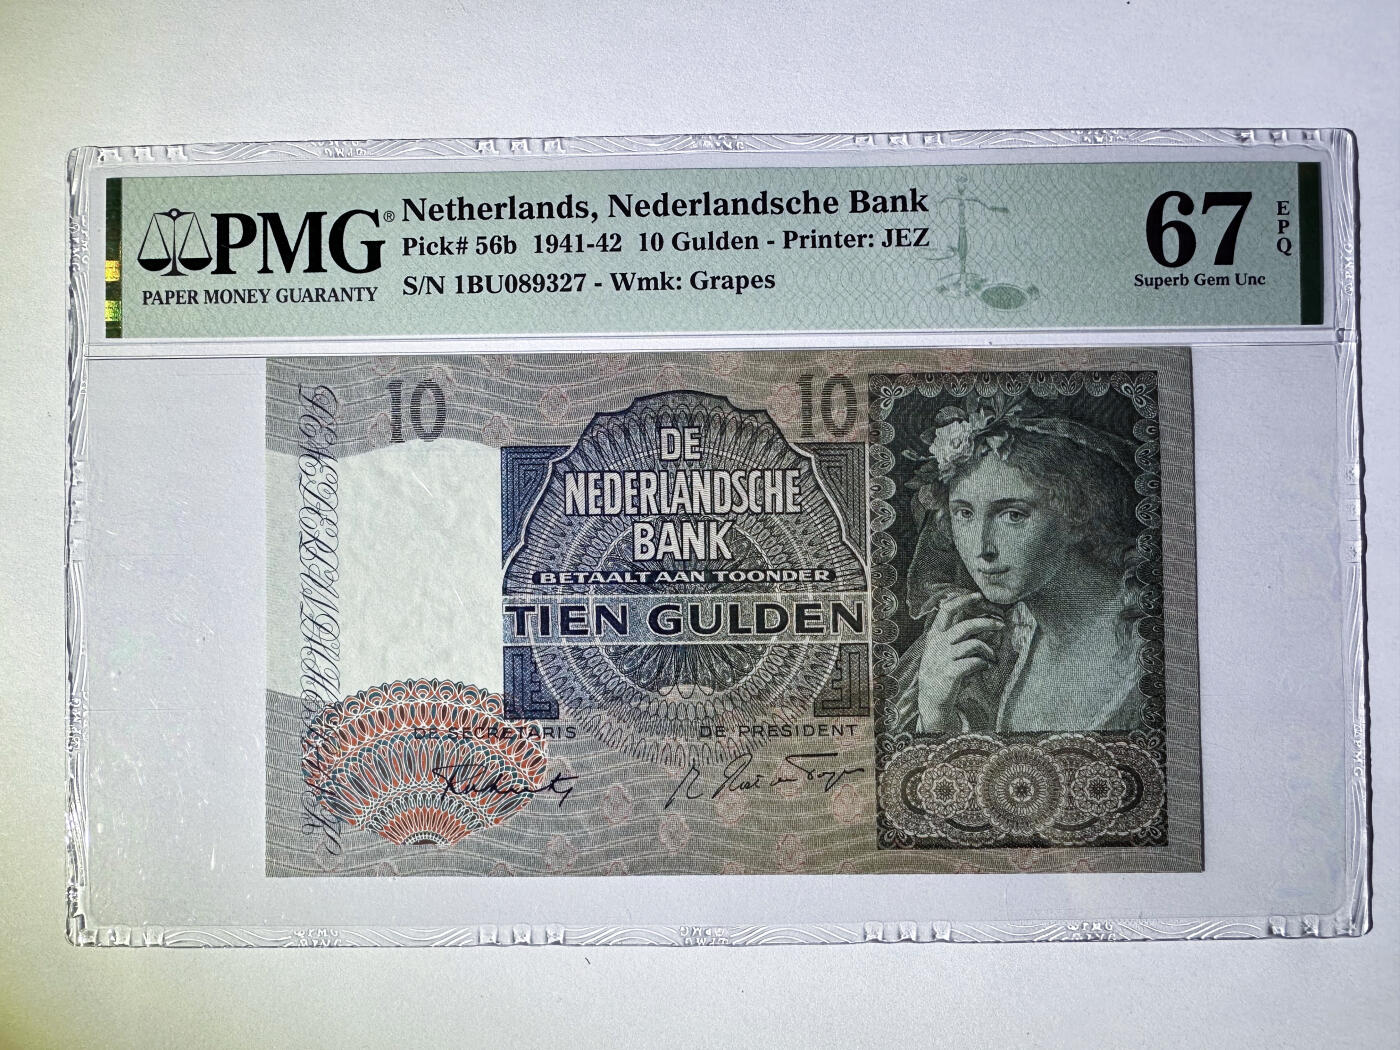 PMG®
PAPER MONEY GUARANTY
Netherlands, Nederlandsche Bank
Pick# 56b 1941-42 10 Gulden - Printer: JEZ
S/N 1BU089327 - Wmk: Grapes
67
EPQ
Superb Gem Unc
10
10
DE
NEDERLANDSCHE
BANK
BETAALT AAN TOONDER
TIEN GULDEN
DE SECRETARIS
DE PRESIDENT